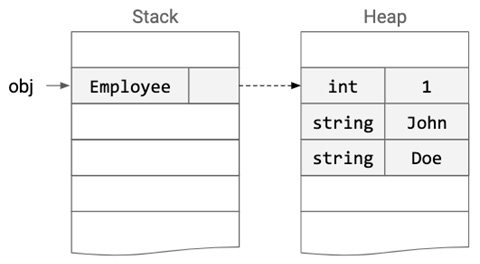 Stack Heap
obj Employee int 1
string John
string Doe